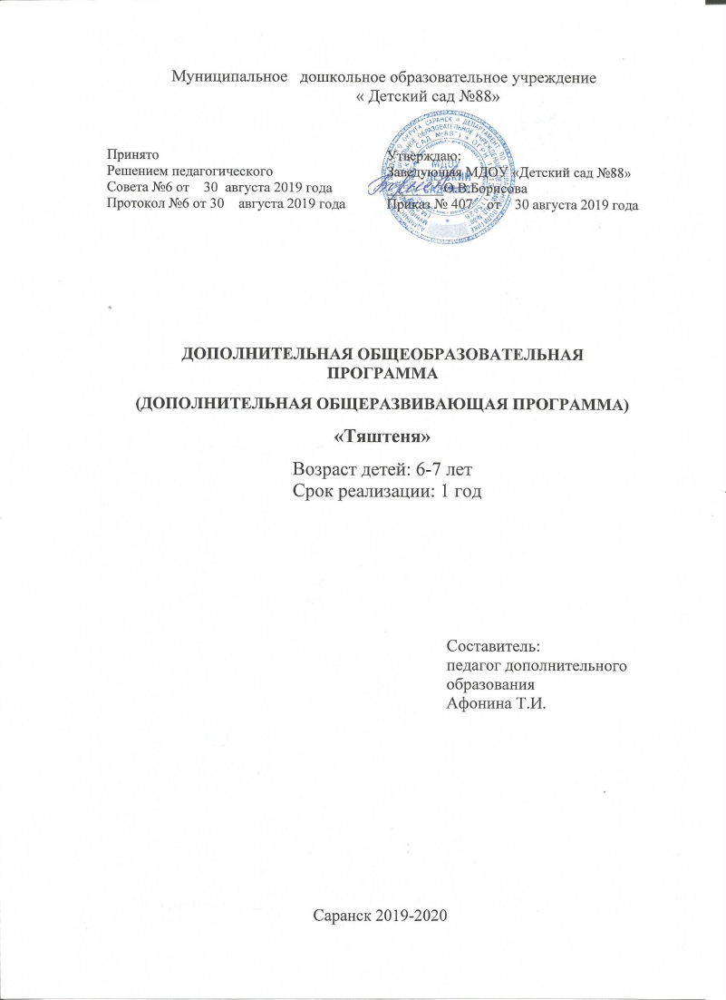 Муниципальное дошкольное образовательное учреждение
« Детский сад №88»
Принято
Решением педагогического
Совета №6 от 30 августа 2019 года
Протокол №6 от 30 августа 2019 года
Утверждаю:
Заведующая МДОУ «Детский сад №88»
О.В.Борисова
Приказ № 407 от 30 августа 2019 года
МДОУ
ДЕТСКИЙ
САД
ДОПОЛНИТЕЛЬНАЯ ОБЩЕОБРАЗОВАТЕЛЬНАЯ
ПРОГРАММА
(ДОПОЛНИТЕЛЬНАЯ ОБЩЕРАЗВИВАЮЩАЯ ПРОГРАММА)
«Тяштеня»
Возраст детей: 6-7 лет
Срок реализации: 1 год
Составитель:
педагог дополнительного
образования
Афонина Т.И.
Саранск 2019-2020